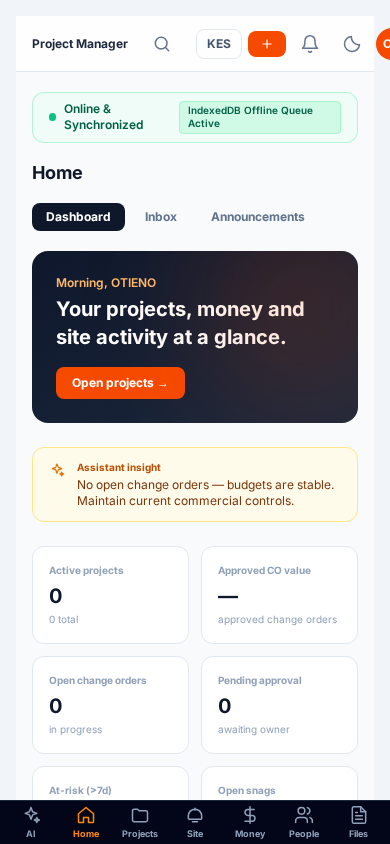 Project Manager
KES
+
Online &
Synchronized
IndexedDB Offline Queue
Active
Home
Dashboard
Inbox
Announcements
Morning, OTIENO
Your projects, money and
site activity at a glance.
Open projects →
Assistant insight
No open change orders — budgets are stable.
Maintain current commercial controls.
Active projects
0
0 total
Approved CO value
—
approved change orders
Open change orders
0
in progress
Pending approval
0
awaiting owner
At-risk (>7d)
Open snags
AI
Home
Projects
Site
Money
People
Files